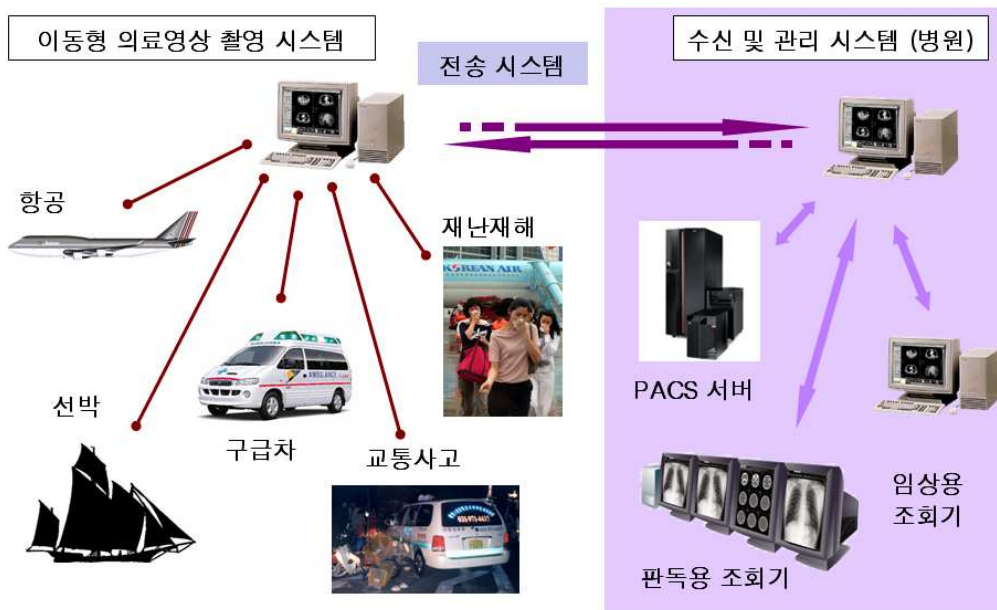 이동형 의료영상 촬영 시스템
전송 시스템
수신 및 관리 시스템 (병원)
항공
재난재해
KOREAN AIR
AMBULANCE
PACS 서버
선박
구급차
교통사고
임상용
조회기
판독용 조회기